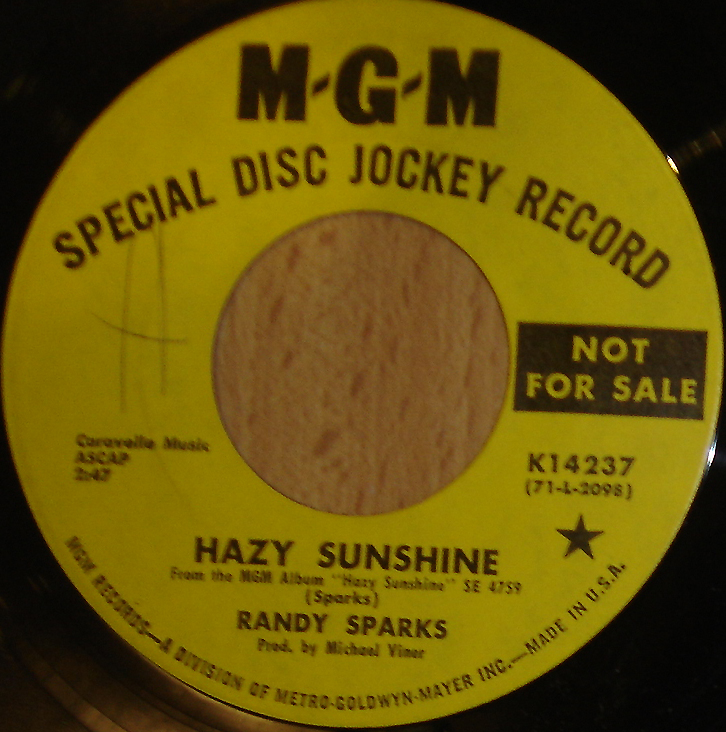 M-G-M
SPECIAL DISC JOCKEY RECORD
NOT
FOR SALE
Caravelle Music
ASCAP
2:47
K14237
(71-L-2098)
HAZY SUNSHINE
From the MGM Album "Hazy Sunshine" SE 4759
(Sparks)
RANDY SPARKS
Prod. by Michael Viner
MGM RECORDS—A DIVISION OF METRO-GOLDWYN-MAYER INC.—MADE IN U.S.A.